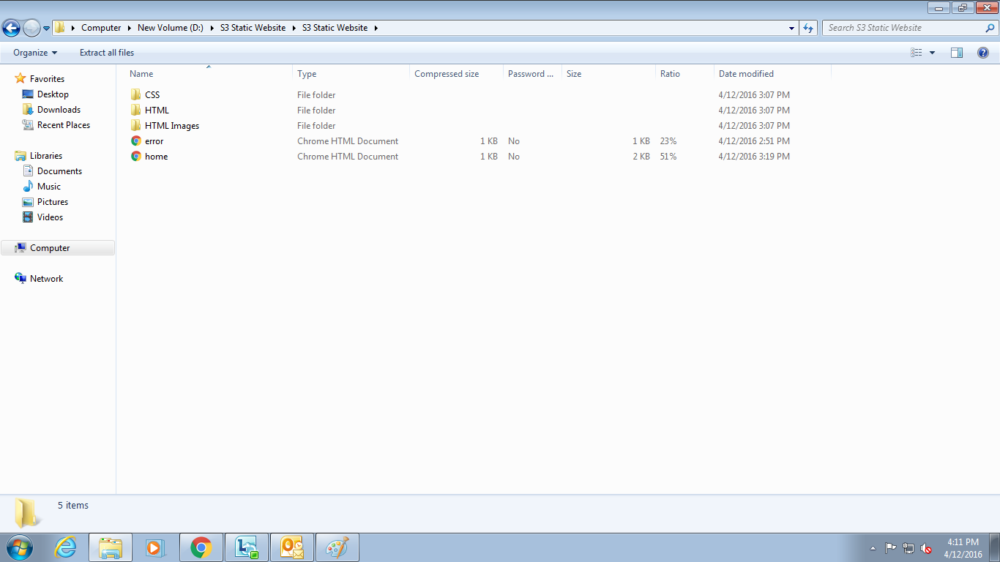 Computer New Volume (D:) S3 Static Website S3 Static Website Search S3 Static Website
Organize Extract all files
Favorites
Desktop
Downloads
Recent Places
Libraries
Documents
Music
Pictures
Videos
Computer
Network
Name Type Compressed size Password ... Size Ratio Date modified
CSS File folder 4/12/2016 3:07 PM
HTML File folder 4/12/2016 3:07 PM
HTML Images File folder 4/12/2016 3:07 PM
error Chrome HTML Document 1 KB No 1 KB 23% 4/12/2016 2:51 PM
home Chrome HTML Document 1 KB No 2 KB 51% 4/12/2016 3:19 PM
5 items
4:11 PM
4/12/2016